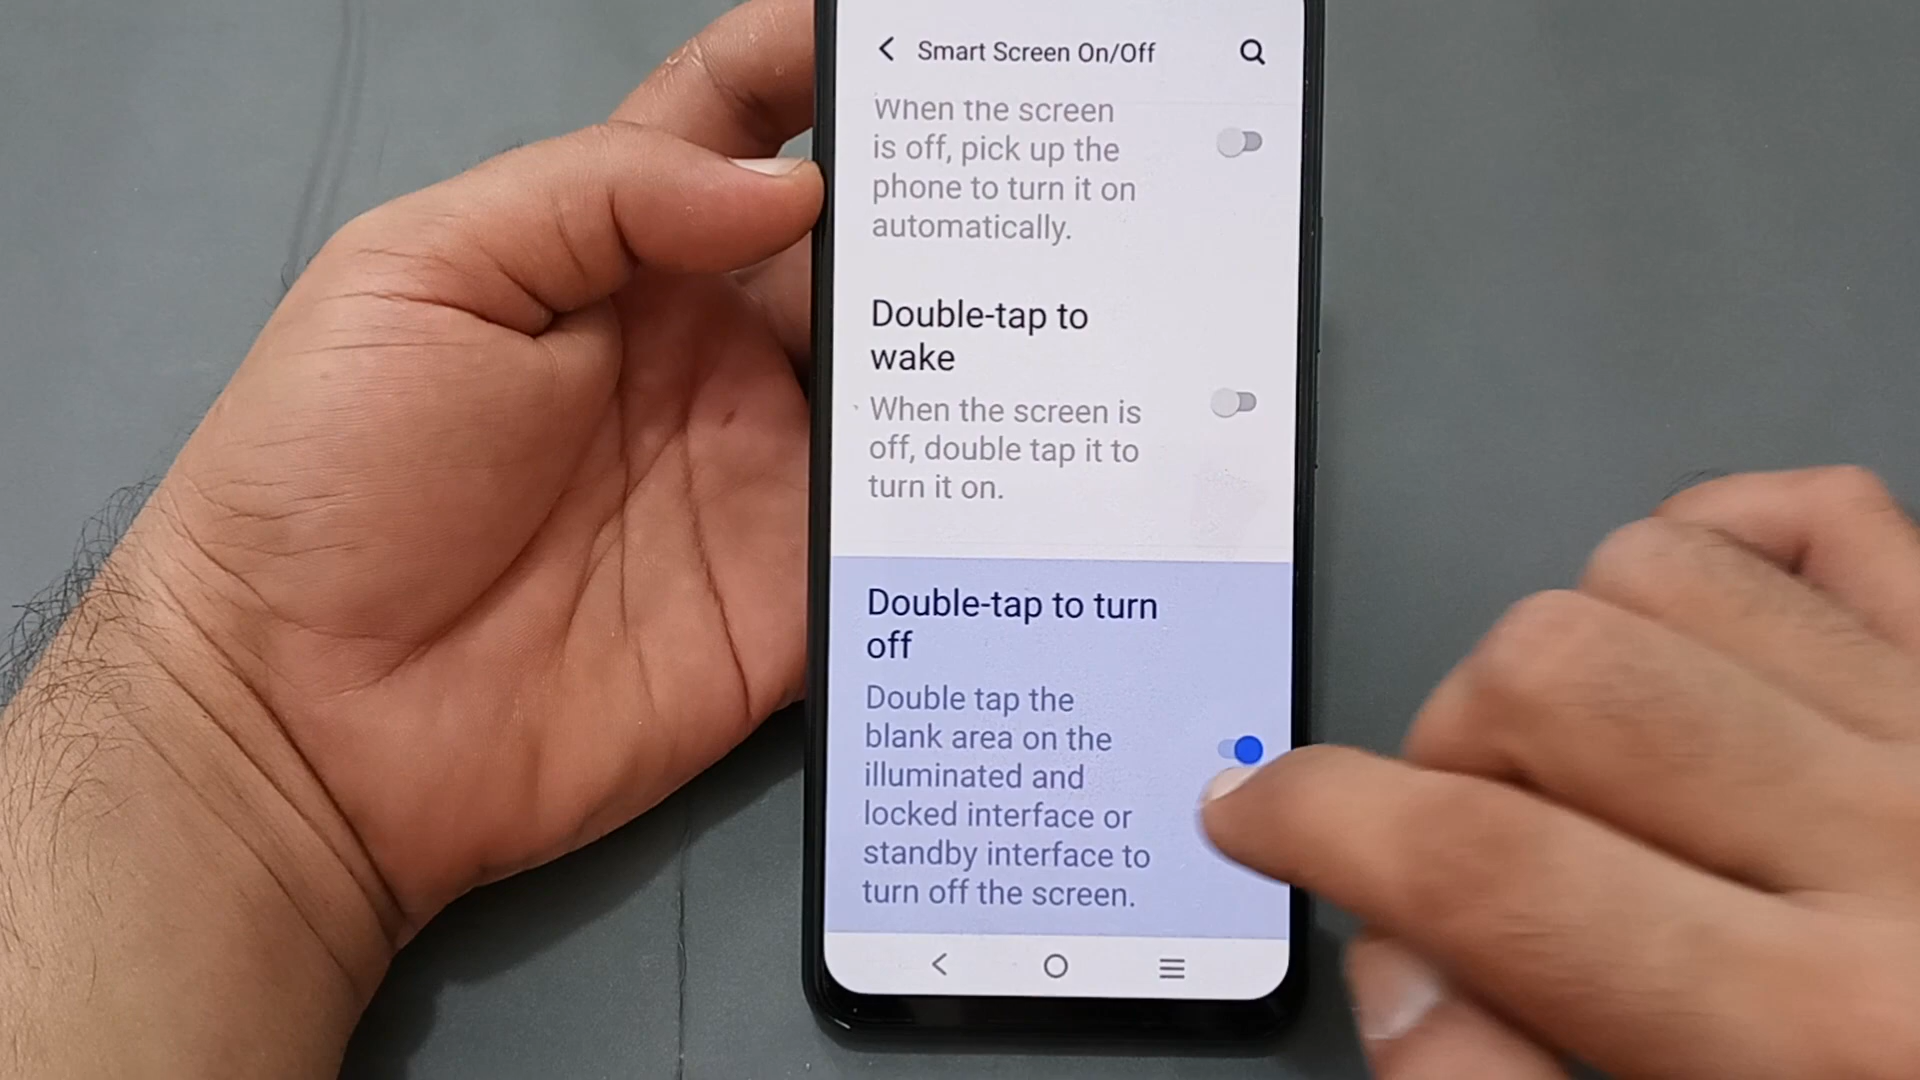 Smart Screen On/Off
When the screen
is off, pick up the
phone to turn it on
automatically.
Double-tap to
wake
When the screen is
off, double tap it to
turn it on.
Double-tap to turn
off
Double tap the
blank area on the
illuminated and
locked interface or
standby interface to
turn off the screen.